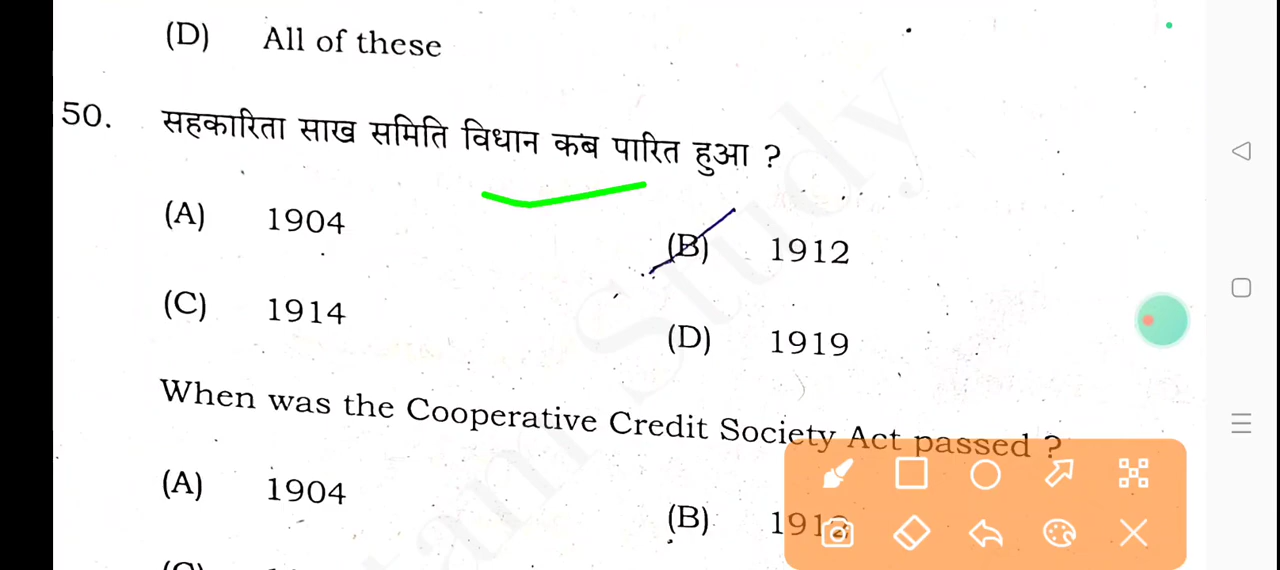 (D) All of these
50. सहकारिता साख समिति विधान कब पारित हुआ ?
(A) 1904
(B) 1912
(C) 1914
(D) 1919
When was the Cooperative Credit Society Act passed ?
(A) 1904
(B) 1912